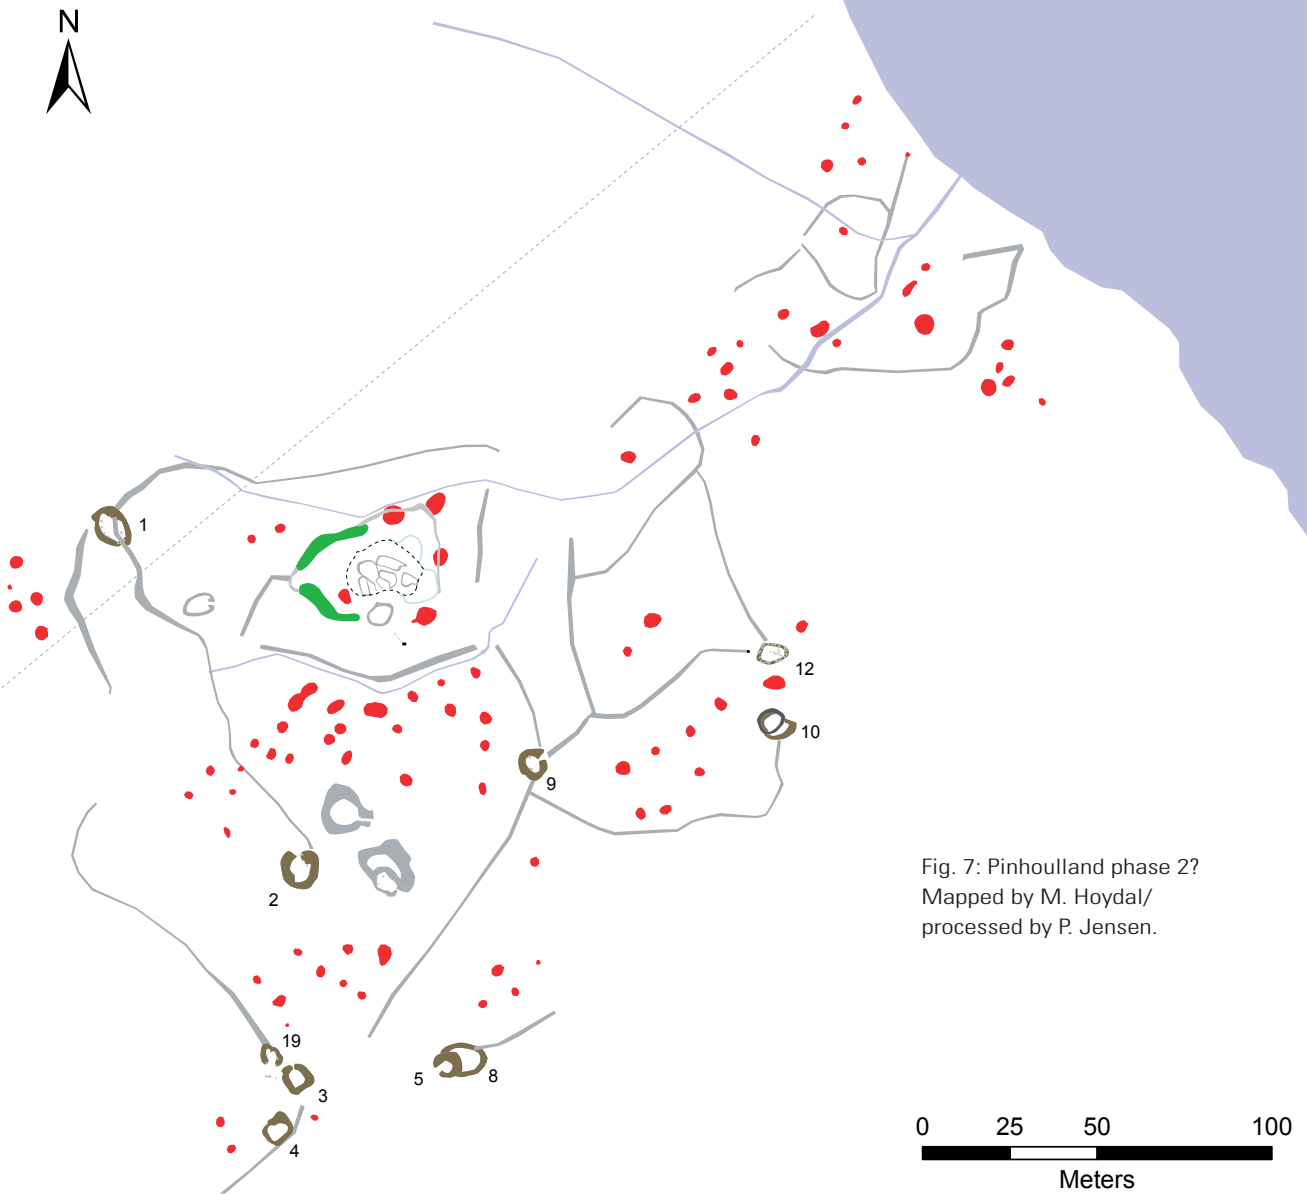 N
1
12
10
9
2
Fig. 7: Pinhoulland phase 2?
Mapped by M. Hoydal/
processed by P. Jensen.
19
3
5
8
4
0 25 50 100
Meters